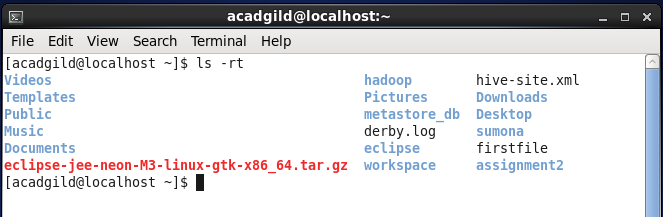 acadgild@localhost:~
File Edit View Search Terminal Help
[acadgild@localhost ~]$ ls -rt
Videos hadoop hive-site.xml
Templates Pictures Downloads
Public metastore_db Desktop
Music derby.log sumona
Documents eclipse firstfile
eclipse-jee-neon-M3-linux-gtk-x86_64.tar.gz workspace assignment2
[acadgild@localhost ~]$